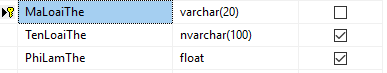 MaLoaiThe varchar(20)
TenLoaiThe nvarchar(100)
PhiLamThe float